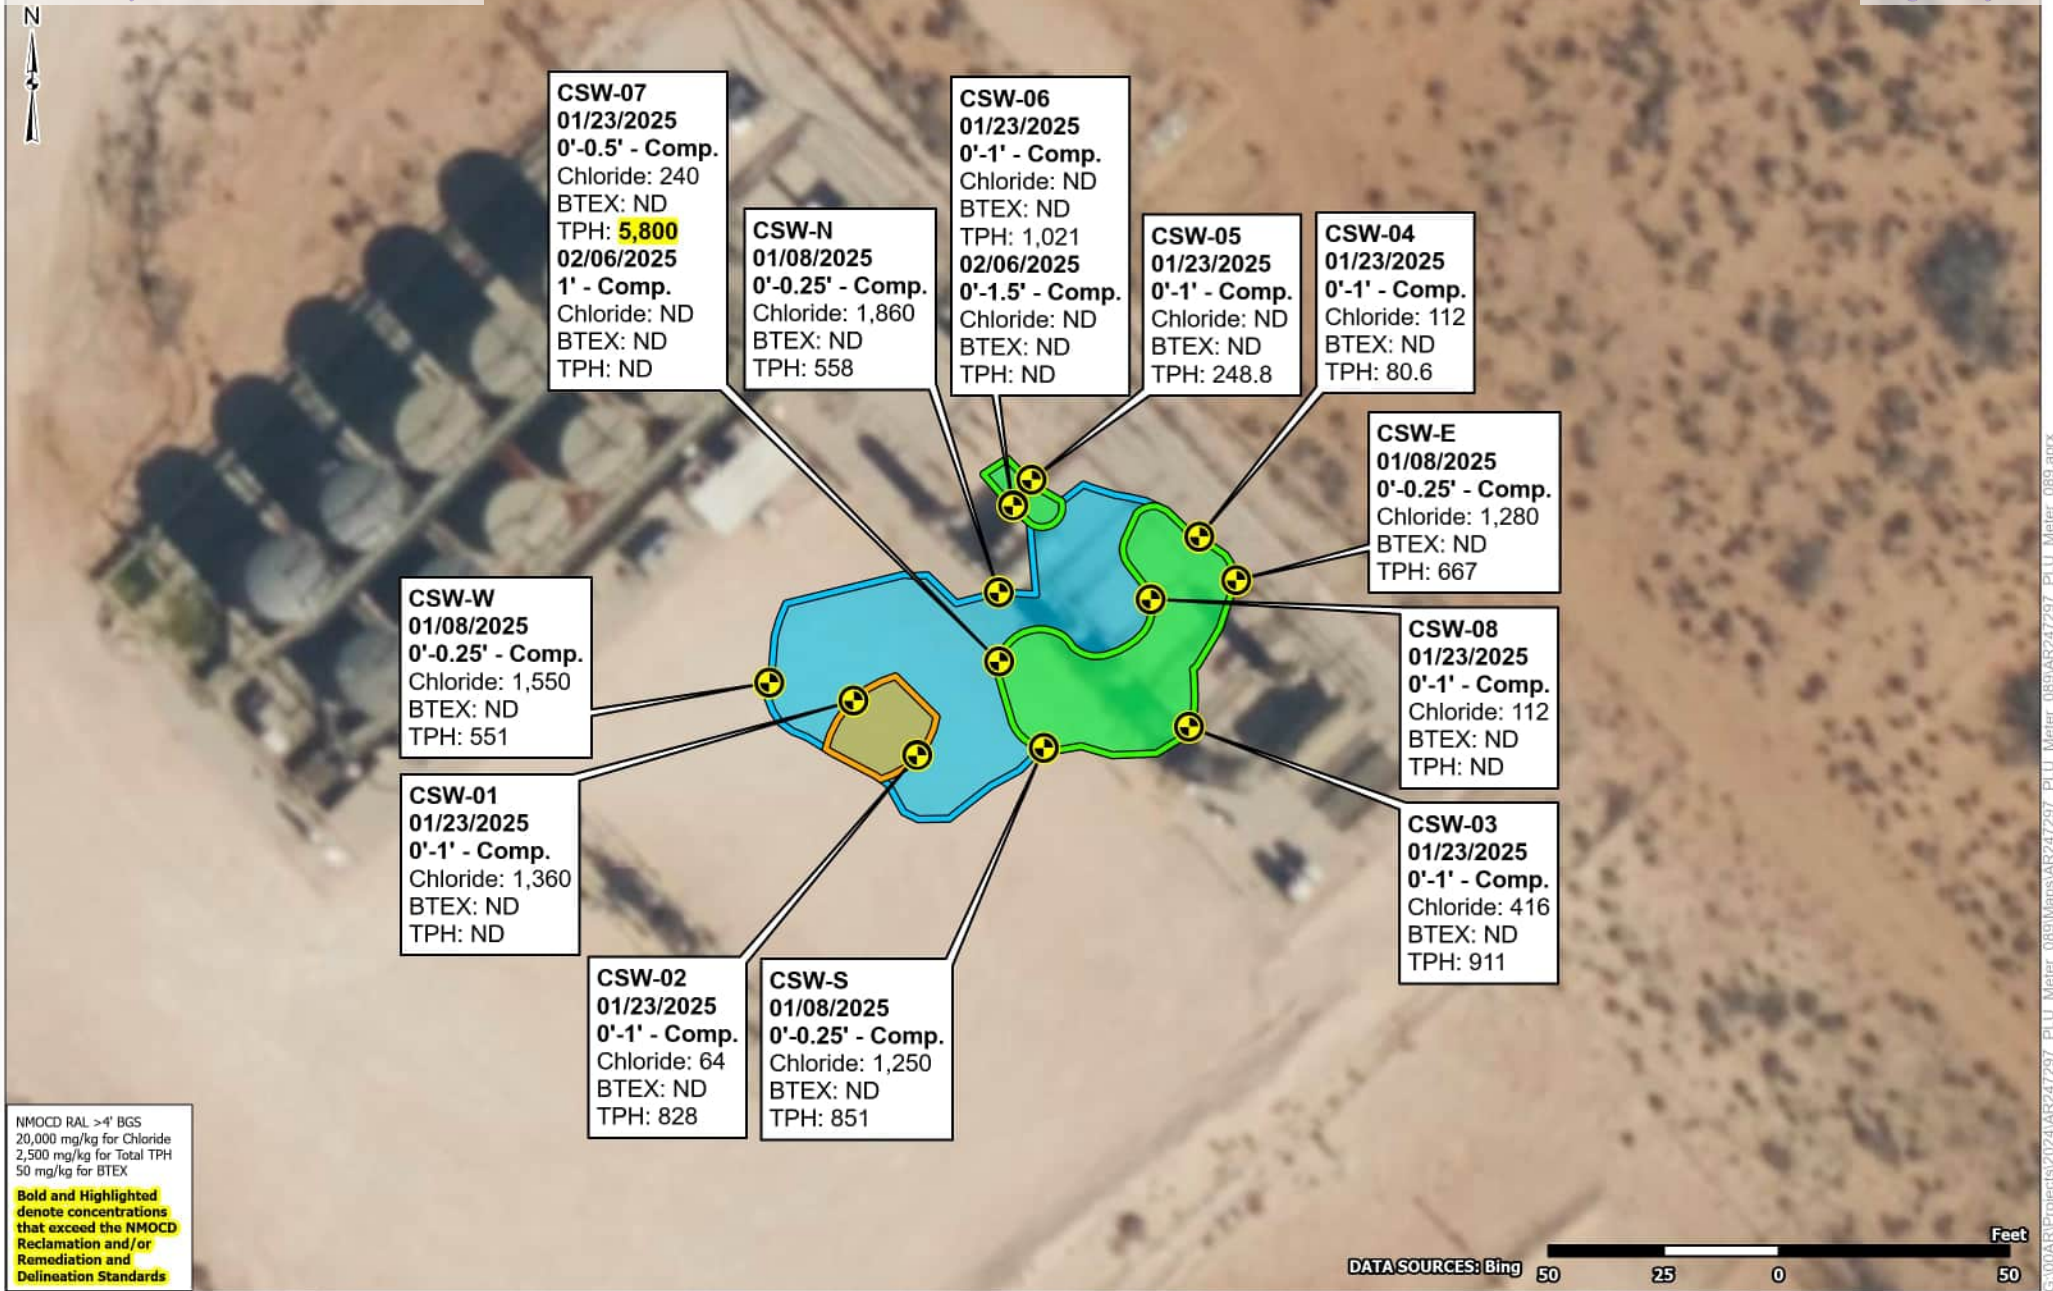 N
CSW-07
01/23/2025
0'-0.5' - Comp.
Chloride: 240
BTEX: ND
TPH: 5,800
02/06/2025
1' - Comp.
Chloride: ND
BTEX: ND
TPH: ND
CSW-N
01/08/2025
0'-0.25' - Comp.
Chloride: 1,860
BTEX: ND
TPH: 558
CSW-06
01/23/2025
0'-1' - Comp.
Chloride: ND
BTEX: ND
TPH: 1,021
02/06/2025
0'-1.5' - Comp.
Chloride: ND
BTEX: ND
TPH: ND
CSW-05
01/23/2025
0'-1' - Comp.
Chloride: ND
BTEX: ND
TPH: 248.8
CSW-04
01/23/2025
0'-1' - Comp.
Chloride: 112
BTEX: ND
TPH: 80.6
CSW-E
01/08/2025
0'-0.25' - Comp.
Chloride: 1,280
BTEX: ND
TPH: 667
CSW-W
01/08/2025
0'-0.25' - Comp.
Chloride: 1,550
BTEX: ND
TPH: 551
CSW-08
01/23/2025
0'-1' - Comp.
Chloride: 112
BTEX: ND
TPH: ND
CSW-01
01/23/2025
0'-1' - Comp.
Chloride: 1,360
BTEX: ND
TPH: ND
CSW-03
01/23/2025
0'-1' - Comp.
Chloride: 416
BTEX: ND
TPH: 911
CSW-02
01/23/2025
0'-1' - Comp.
Chloride: 64
BTEX: ND
TPH: 828
CSW-S
01/08/2025
0'-0.25' - Comp.
Chloride: 1,250
BTEX: ND
TPH: 851
NMOCD RAL >4' BGS
20,000 mg/kg for Chloride
2,500 mg/kg for Total TPH
50 mg/kg for BTEX
Bold and Highlighted
denote concentrations
that exceed the NMOCD
Reclamation and/or
Remediation and
Delineation Standards
DATA SOURCES: Bing
Feet
50 25 0 50
G:\00AR\Projects\2024\AR247297_PLU_Meter_089\Maps\AR247297_PLU_Meter_089\AR247297_PLU_Meter_089.aprx